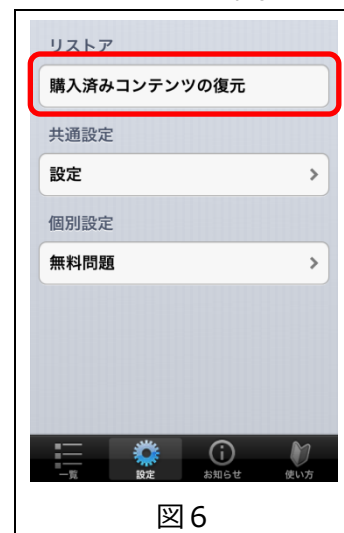 リストア
購入済みコンテンツの復元
共通設定
設定
個別設定
無料問題
一覧 設定 お知らせ 使い方
図6